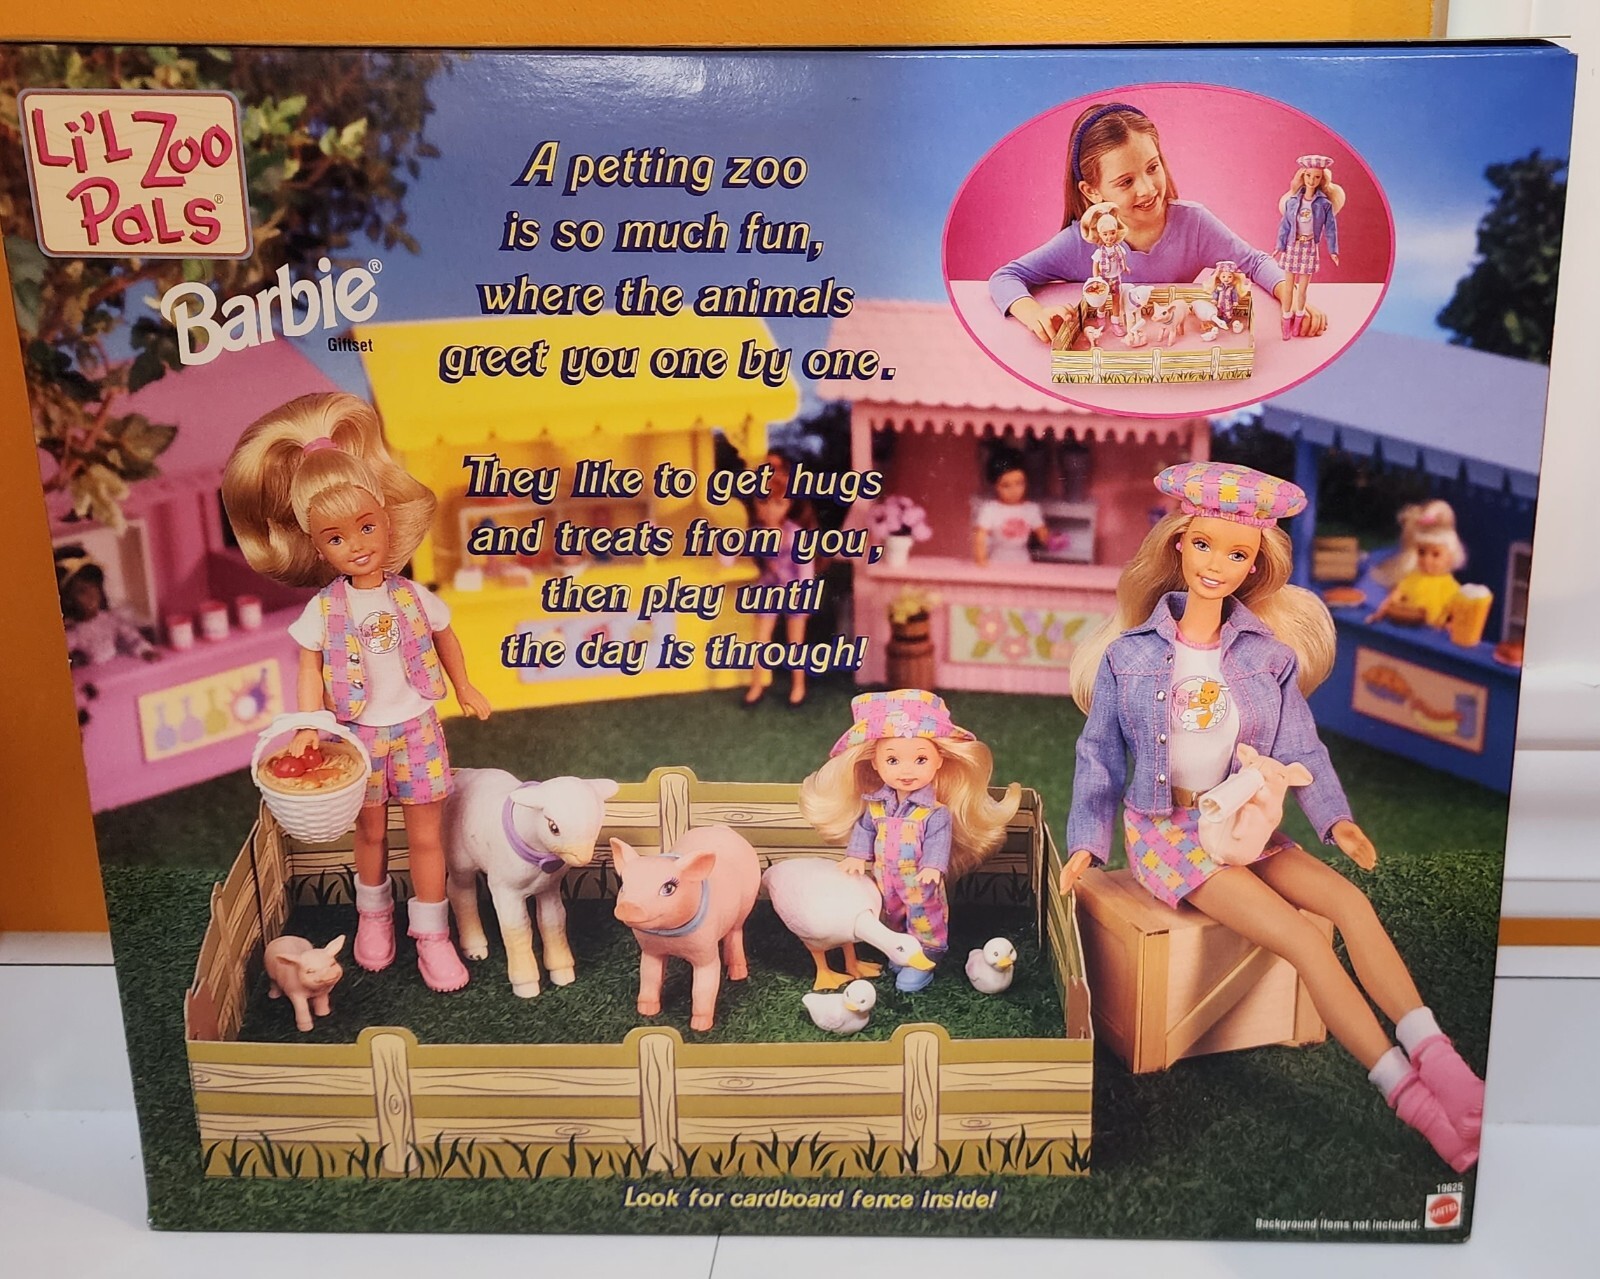 Li'l Zoo
Pals®
Barbie®
Giftset
A petting zoo
is so much fun,
where the animals
greet you one by one.
They like to get hugs
and treats from you,
then play until
the day is through!
Look for cardboard fence inside!
19625
MATTEL
Background items not included.